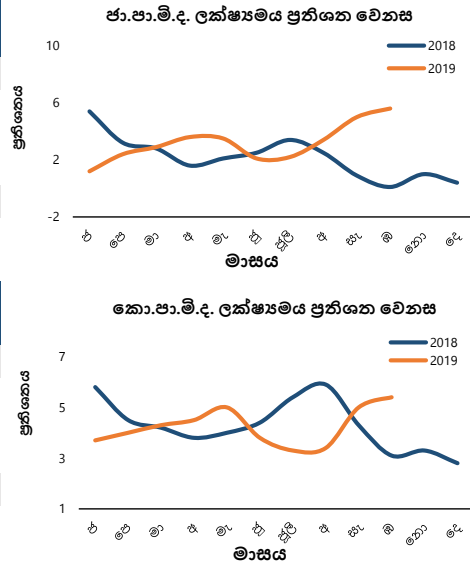 ජා.පා.මි.ද. ලක්ෂ්‍යමය ප්‍රතිශත වෙනස
10
6
2
-2
ප්‍රතිශතය
2018
2019
ජ පෙ මා අ මැ ජූ ජූලි අ සැ ඔ නො දෙ
මාසය
කො.පා.මි.ද. ලක්ෂ්‍යමය ප්‍රතිශත වෙනස
7
5
3
1
ප්‍රතිශතය
2018
2019
ජ පෙ මා අ මැ ජූ ජූලි අ සැ ඔ නො දෙ
මාසය